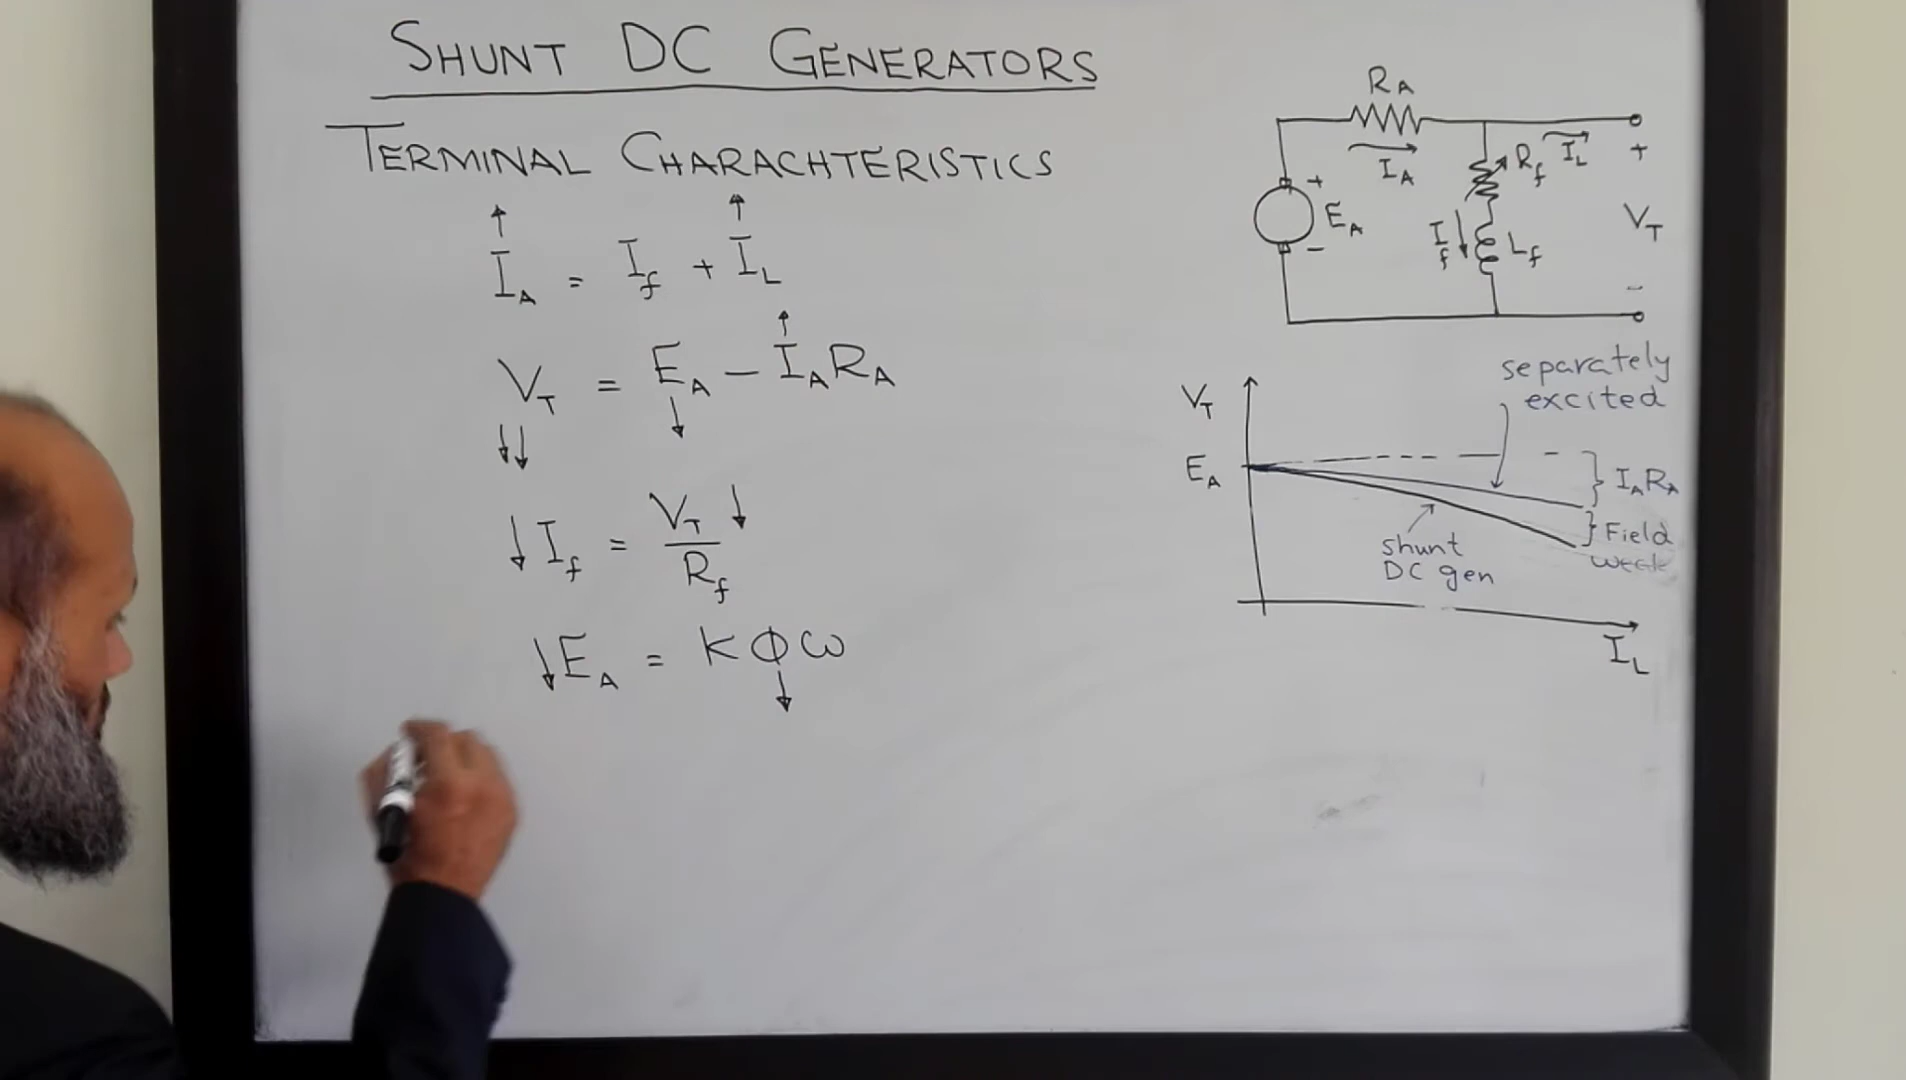 SHUNT DC GENERATORS
TERMINAL CHARACHTERISTICS
↑ ↑
I_A = I_f + I_L
↑
V_T = E_A - I_A R_A
↓↓ ↓
↓ I_f = V_T / R_f ↓
↓ E_A = K Φ ω
↓
R_A
I_A
+
E_A
-
R_f
I_L
I_f
L_f
+
V_T
-
separately
excited
V_T
E_A
} I_A R_A
} Field
weak
shunt
DC gen
I_L